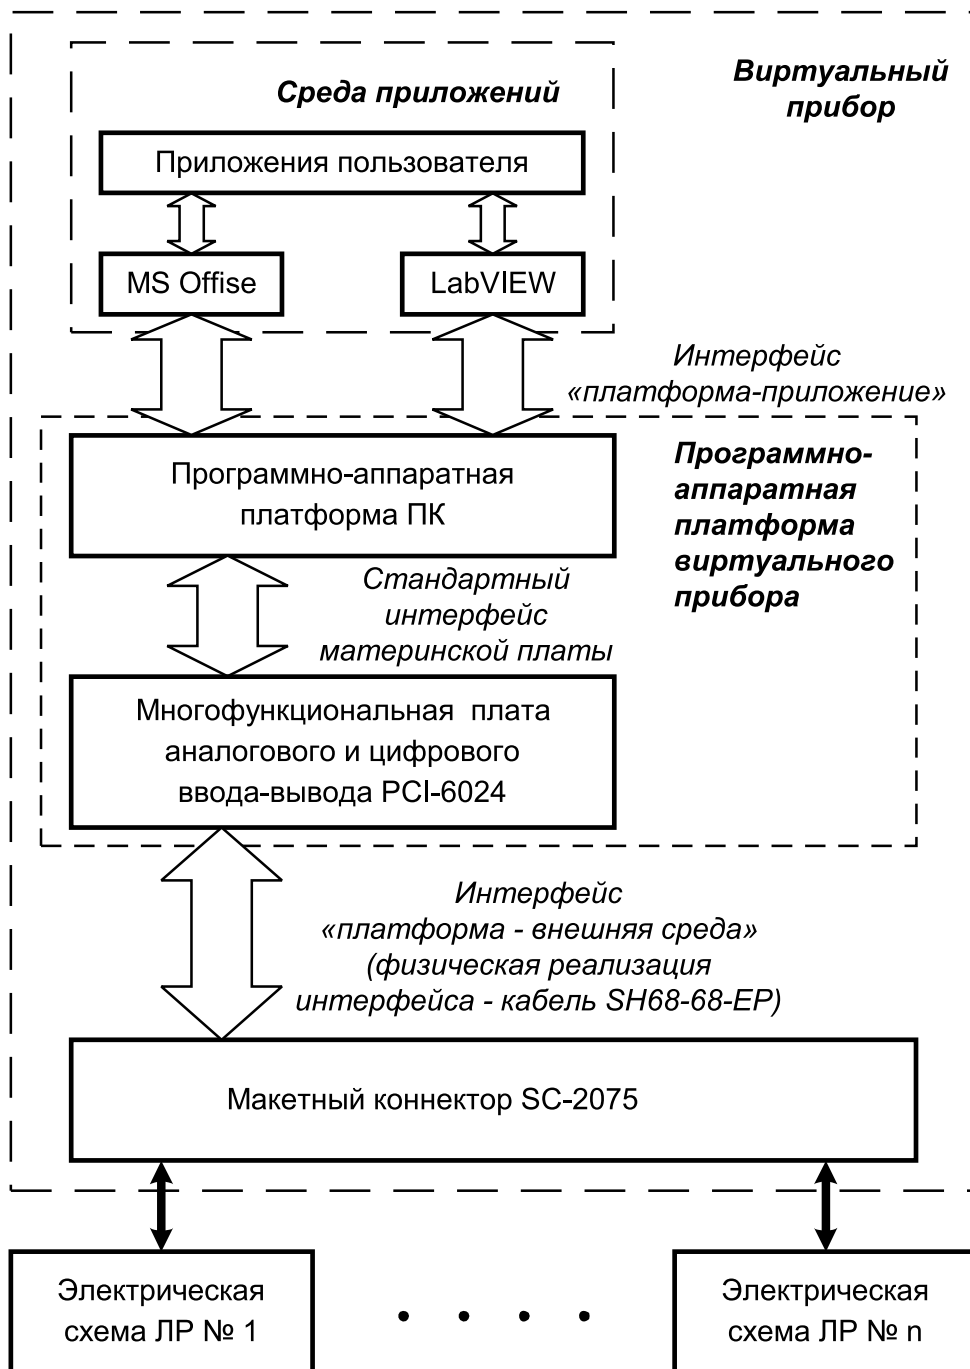 Виртуальный
прибор
Среда приложений
Приложения пользователя
MS Offise
LabVIEW
Интерфейс
«платформа-приложение»
Программно-аппаратная
платформа ПК
Программно-
аппаратная
платформа
виртуального
прибора
Стандартный
интерфейс
материнской платы
Многофункциональная плата
аналогового и цифрового
ввода-вывода PCI-6024
Интерфейс
«платформа - внешняя среда»
(физическая реализация
интерфейса - кабель SH68-68-EP)
Макетный коннектор SC-2075
Электрическая
схема ЛР № 1
. . . .
Электрическая
схема ЛР № n